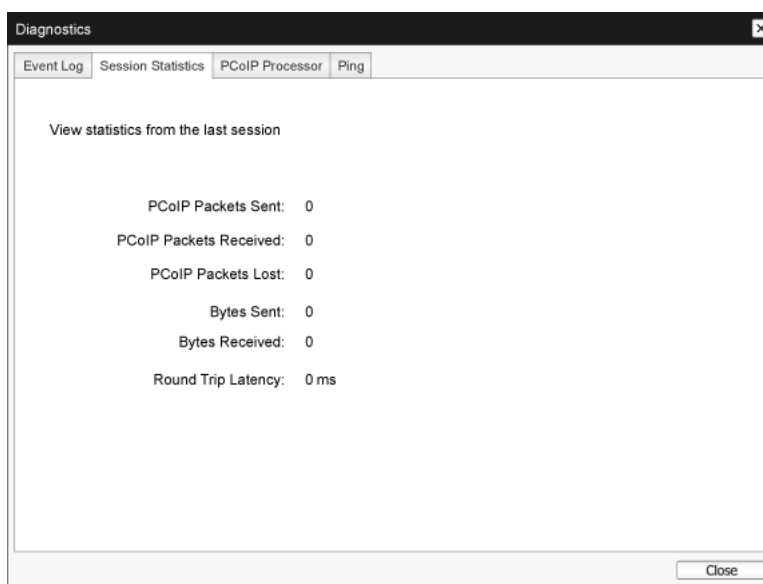 Diagnostics
Event Log Session Statistics PCoIP Processor Ping
View statistics from the last session
PCoIP Packets Sent: 0
PCoIP Packets Received: 0
PCoIP Packets Lost: 0
Bytes Sent: 0
Bytes Received: 0
Round Trip Latency: 0 ms
Close